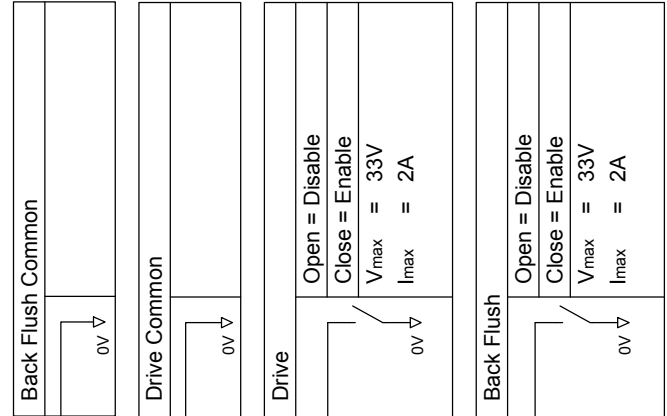 Back Flush Common
0V
Drive Common
0V
Drive
Open = Disable
Close = Enable
Vmax = 33V
Imax = 2A
0V
Back Flush
Open = Disable
Close = Enable
Vmax = 33V
Imax = 2A
0V